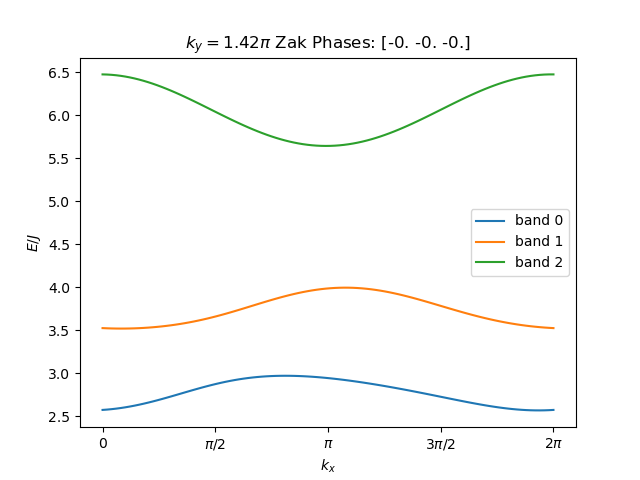 k_y = 1.42π Zak Phases: [-0. -0. -0.]
6.5
6.0
5.5
5.0
4.5
4.0
3.5
3.0
2.5
E/J
band 0
band 1
band 2
0
π/2
π
3π/2
2π
k_x